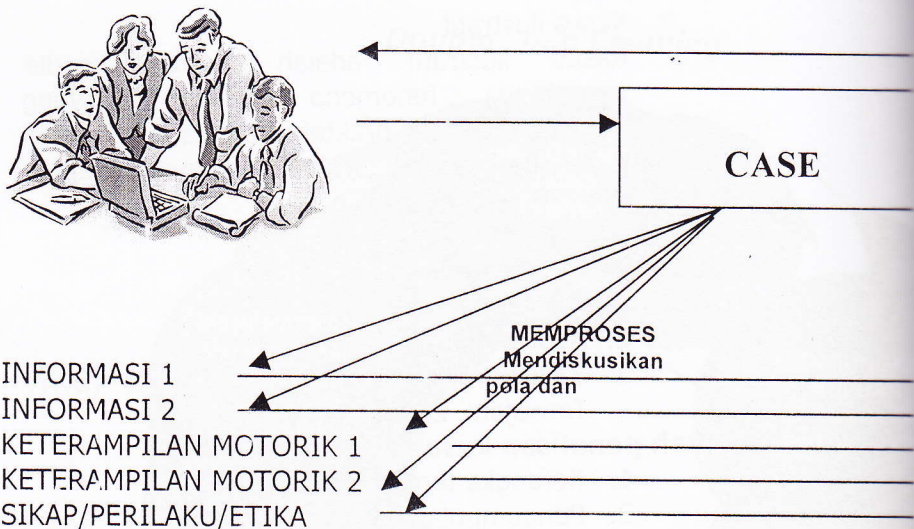 CASE
MEMPROSES
Mendiskusikan
pola dan
INFORMASI 1
INFORMASI 2
KETERAMPILAN MOTORIK 1
KETERAMPILAN MOTORIK 2
SIKAP/PERILAKU/ETIKA